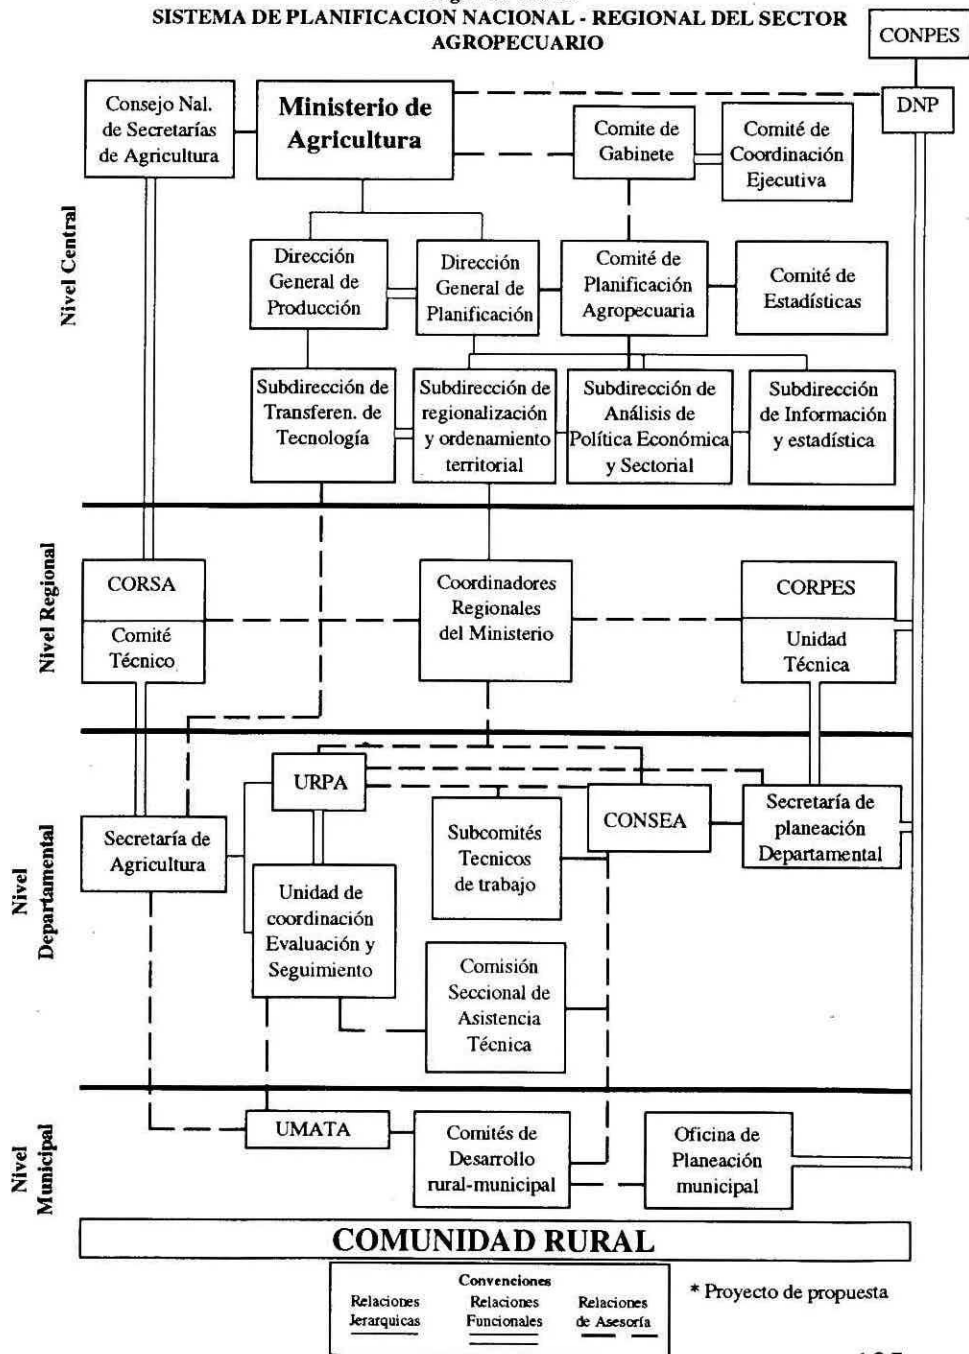 SISTEMA DE PLANIFICACION NACIONAL - REGIONAL DEL SECTOR
AGROPECUARIO
CONPES
DNP
Nivel Central
Consejo Nal.
de Secretarías
de Agricultura
Ministerio de
Agricultura
Comite de
Gabinete
Comité de
Coordinación
Ejecutiva
Dirección
General de
Producción
Dirección
General de
Planificación
Comité de
Planificación
Agropecuaria
Comité de
Estadísticas
Subdirección de
Transferen. de
Tecnología
Subdirección de
regionalización
y ordenamiento
territorial
Subdirección de
Análisis de
Política Económica
y Sectorial
Subdirección
de Información
y estadística
Nivel Regional
CORSA
Comité
Técnico
Coordinadores
Regionales
del Ministerio
CORPES
Unidad
Técnica
Nivel
Departamental
URPA
Secretaría de
Agricultura
Subcomités
Tecnicos
de trabajo
CONSEA
Secretaría de
planeación
Departamental
Unidad de
coordinación
Evaluación y
Seguimiento
Comisión
Seccional de
Asistencia
Técnica
Nivel
Municipal
UMATA
Comités de
Desarrollo
rural-municipal
Oficina de
Planeación
municipal
COMUNIDAD RURAL
Convenciones
Relaciones
Jerarquicas
Relaciones
Funcionales
Relaciones
de Asesoría
* Proyecto de propuesta